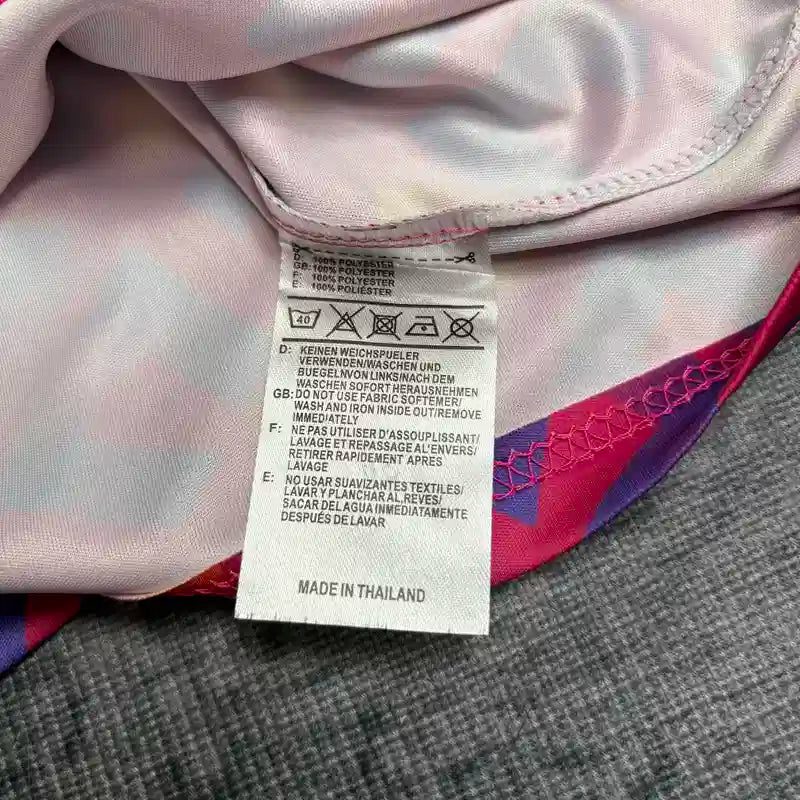 D: 100% POLYESTER
GB: 100% POLYESTER
F: 100% POLYESTER
E: 100% POLIÉSTER
40
D: KEINEN WEICHSPUELER
VERWENDEN/WASCHEN UND
BUEGELNVON LINKS/NACH DEM
WASCHEN SOFORT HERAUSNEHMEN
GB: DO NOT USE FABRIC SOFTEMER/
WASH AND IRON INSIDE OUT/REMOVE
IMMEDIATELY
F: NE PAS UTILISER D'ASSOUPLISSANT/
LAVAGE ET REPASSAGE AL'ENVERS/
RETIRER RAPIDEMENT APRES
LAVAGE
E: NO USAR SUAVIZANTES TEXTILES/
LAVAR Y PLANCHAR AL,REVES/
SACAR DEL AGUA INMEDIATAMENTE
DESPUÉS DE LAVAR
MADE IN THAILAND